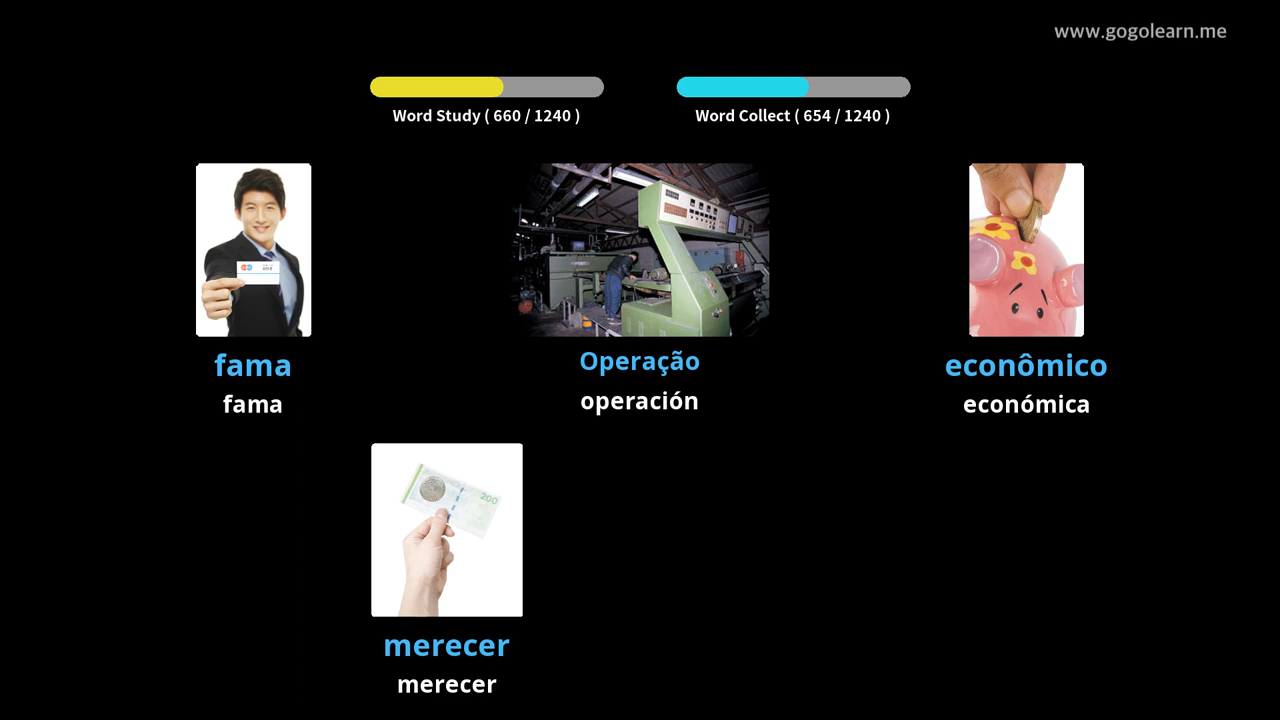 www.gogolearn.me
Word Study ( 660 / 1240 )
Word Collect ( 654 / 1240 )
fama
fama
Operação
operación
econômico
económica
200
merecer
merecer